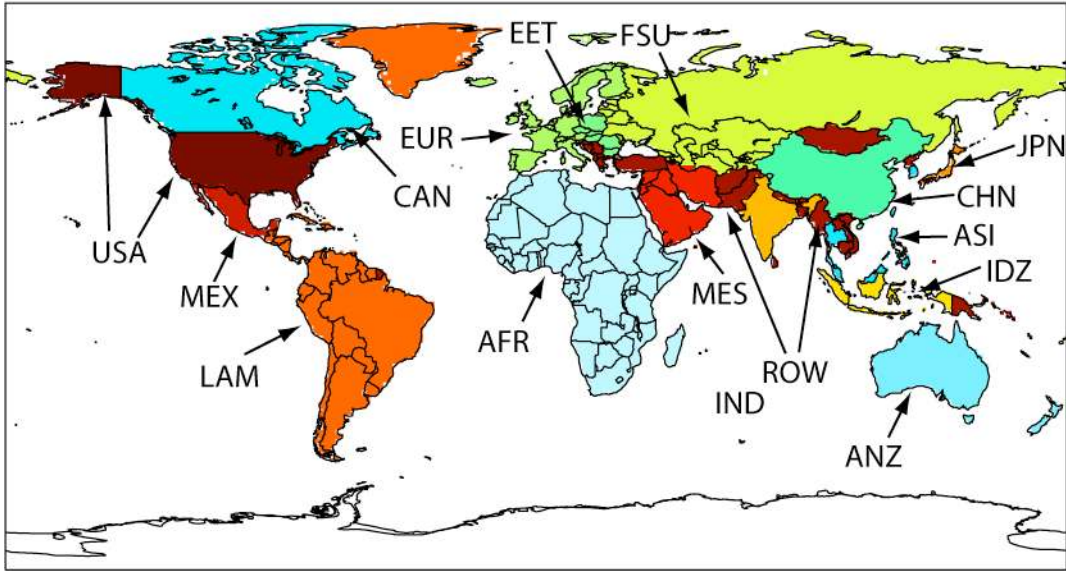 EET
FSU
EUR
CAN
JPN
CHN
USA
ASI
IDZ
MEX
MES
AFR
LAM
ROW
IND
ANZ